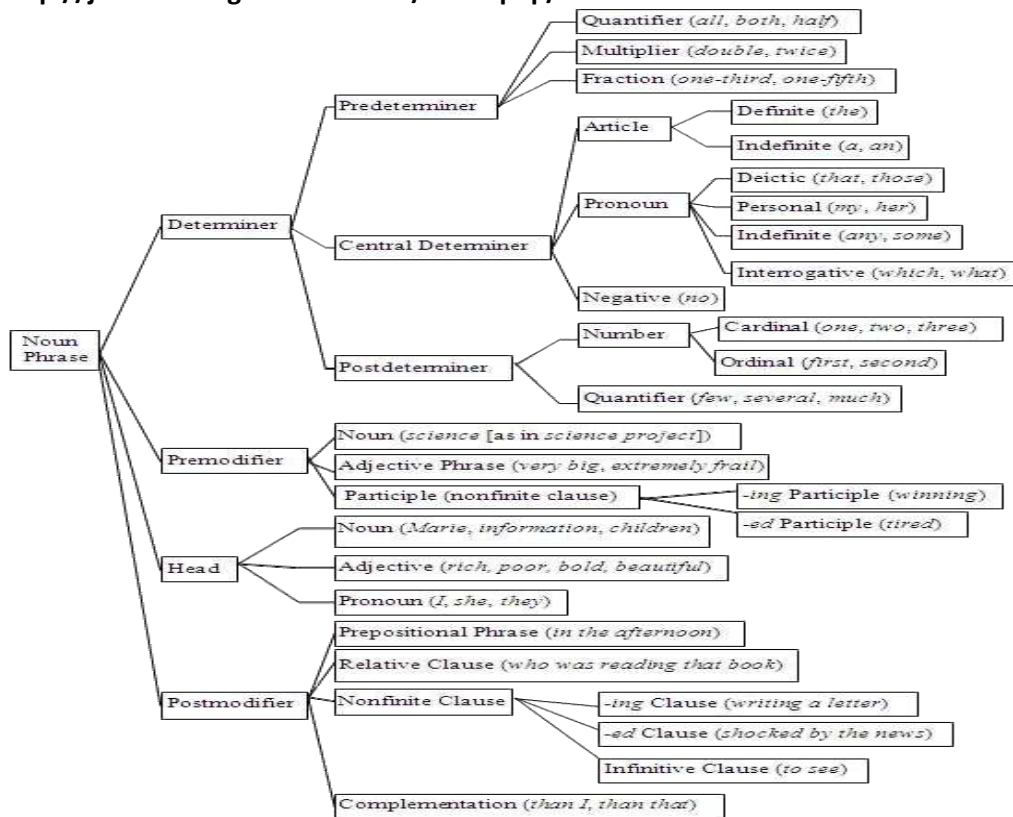 Quantifier (all, both, half)
Multiplier (double, twice)
Fraction (one-third, one-fifth)
Predeterminer
Article
Definite (the)
Indefinite (a, an)
Deictic (that, those)
Pronoun
Personal (my, her)
Determiner
Indefinite (any, some)
Central Determiner
Interrogative (which, what)
Negative (no)
Noun
Phrase
Number
Cardinal (one, two, three)
Postdeterminer
Ordinal (first, second)
Quantifier (few, several, much)
Noun (science [as in science project])
Premodifier
Adjective Phrase (very big, extremely frail)
Participle (nonfinite clause)
-ing Participle (winning)
-ed Participle (tired)
Noun (Marie, information, children)
Head
Adjective (rich, poor, bold, beautiful)
Pronoun (I, she, they)
Prepositional Phrase (in the afternoon)
Relative Clause (who was reading that book)
Postmodifier
Nonfinite Clause
-ing Clause (writing a letter)
-ed Clause (shocked by the news)
Infinitive Clause (to see)
Complementation (than I, than that)